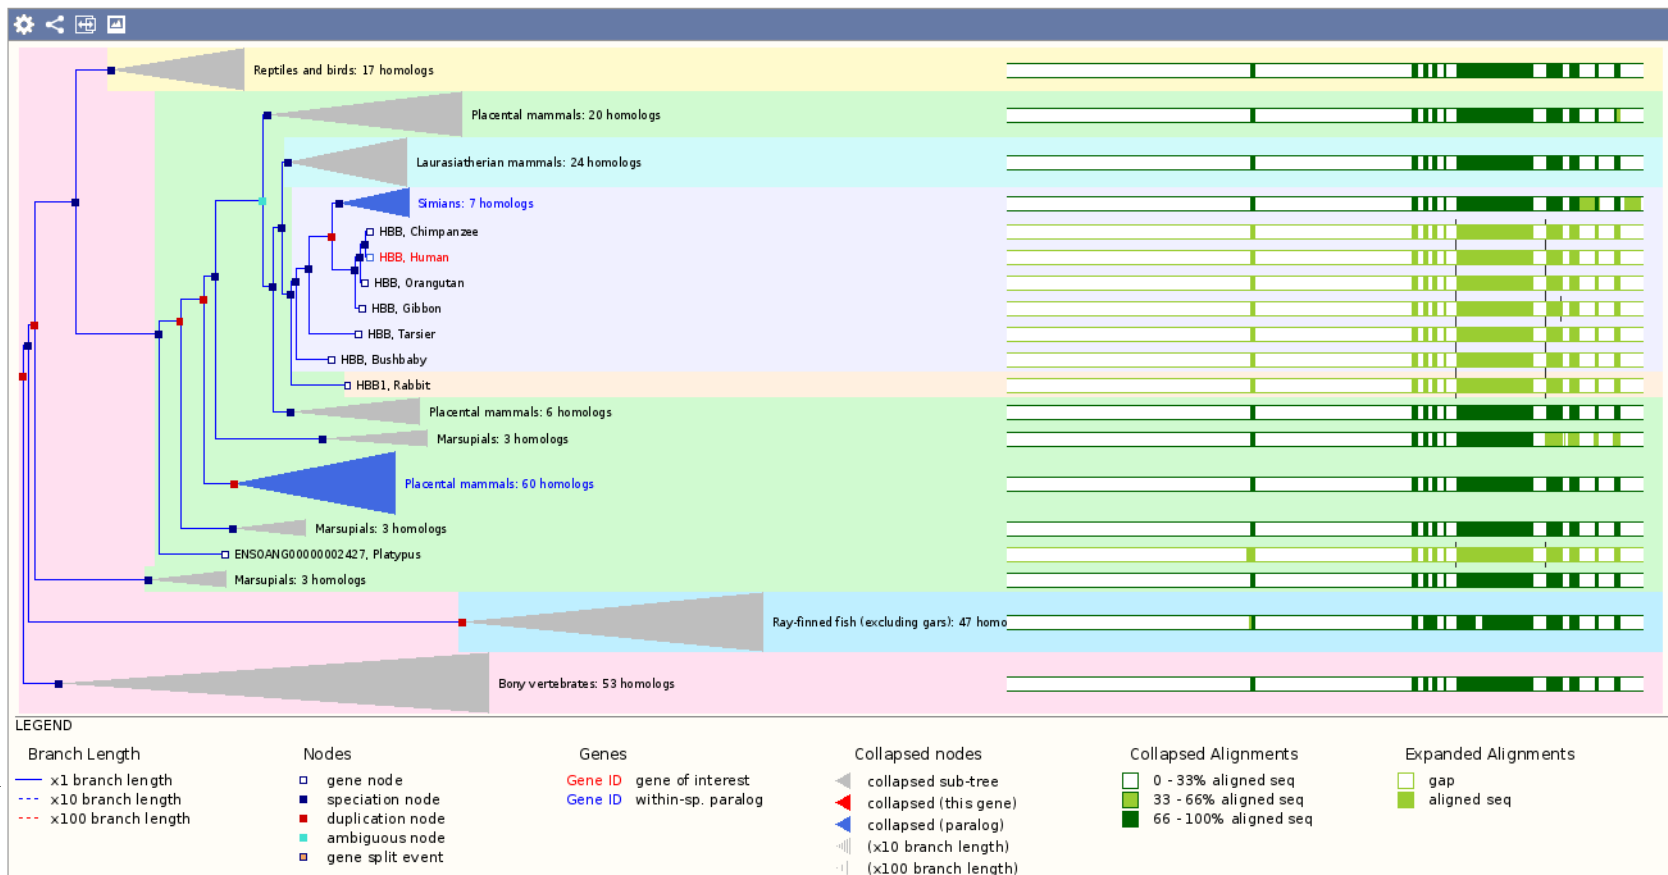 Reptiles and birds: 17 homologs
Placental mammals: 20 homologs
Laurasiatherian mammals: 24 homologs
Simians: 7 homologs
HBB, Chimpanzee
HBB, Human
HBB, Orangutan
HBB, Gibbon
HBB, Tarsier
HBB, Bushbaby
HBB1, Rabbit
Placental mammals: 6 homologs
Marsupials: 3 homologs
Placental mammals: 60 homologs
Marsupials: 3 homologs
ENSOANG00000002427, Platypus
Marsupials: 3 homologs
Ray-finned fish (excluding gars): 47 homo
Bony vertebrates: 53 homologs
LEGEND
Branch Length
x1 branch length
x10 branch length
x100 branch length
Nodes
gene node
speciation node
duplication node
ambiguous node
gene split event
Genes
Gene ID gene of interest
Gene ID within-sp. paralog
Collapsed nodes
collapsed sub-tree
collapsed (this gene)
collapsed (paralog)
(x10 branch length)
(x100 branch length)
Collapsed Alignments
0 - 33% aligned seq
33 - 66% aligned seq
66 - 100% aligned seq
Expanded Alignments
gap
aligned seq